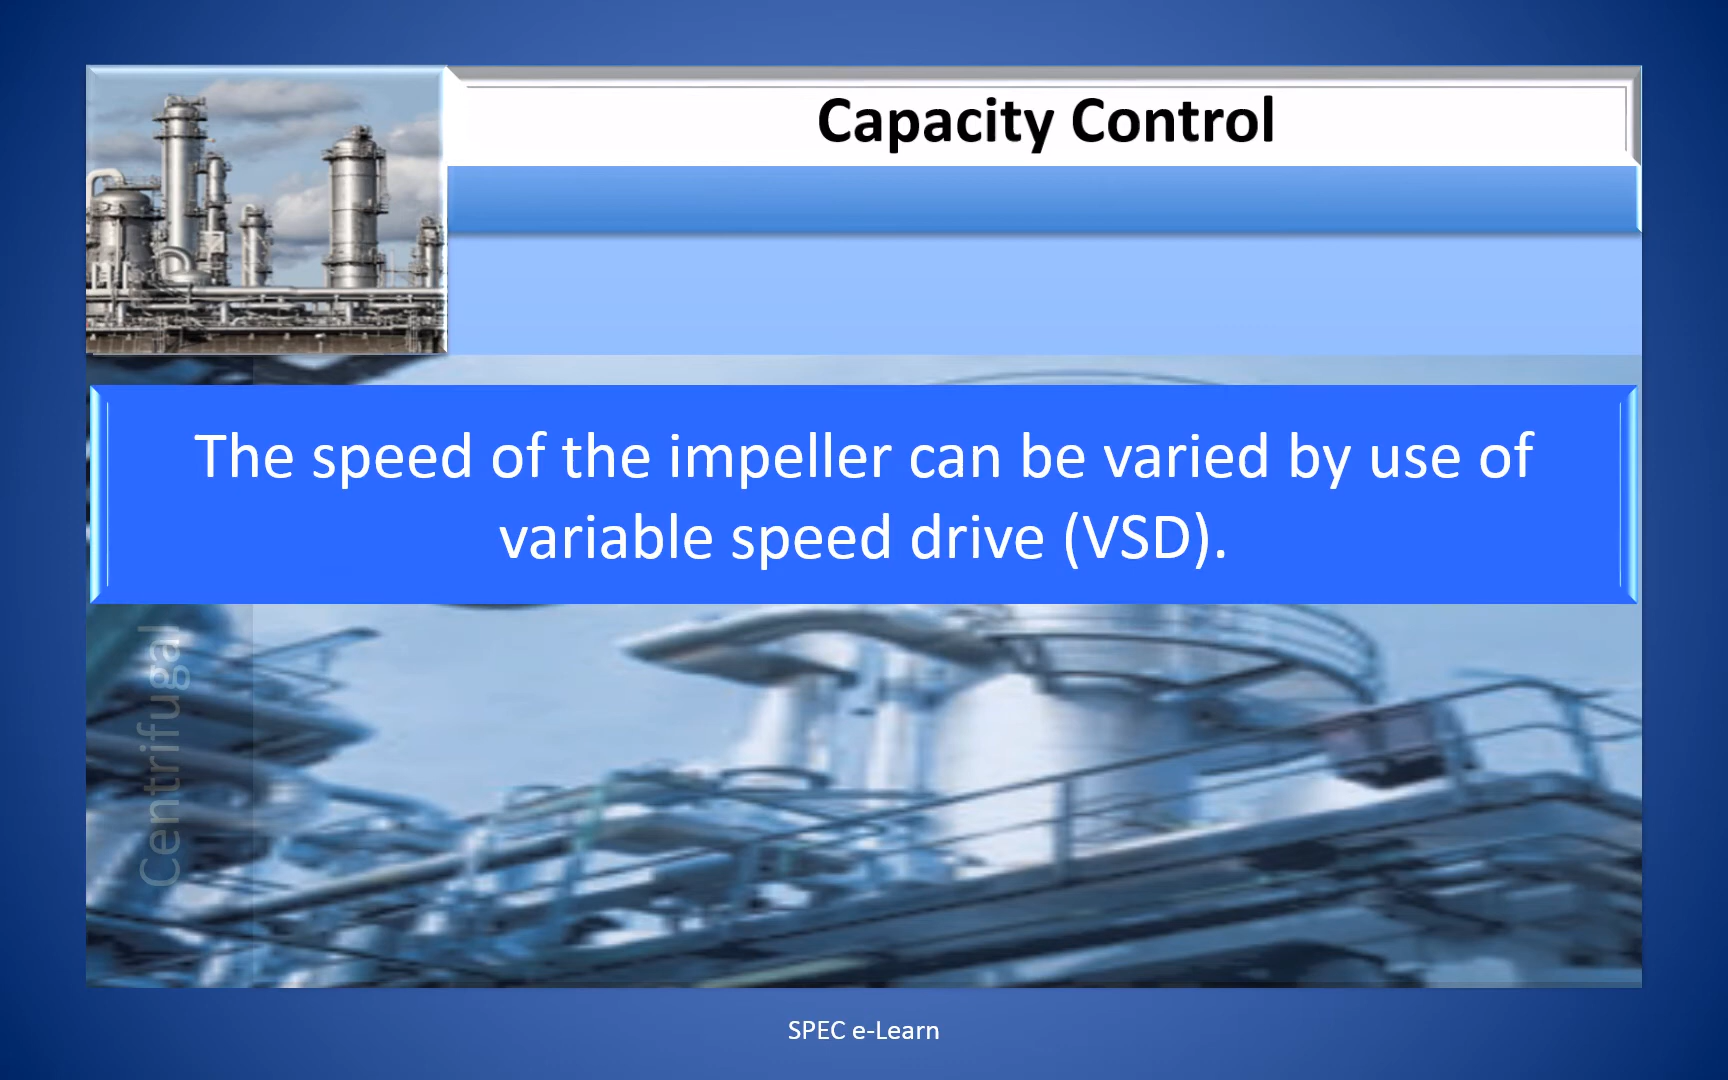 Capacity Control
The speed of the impeller can be varied by use of
variable speed drive (VSD).
Centrifugal
SPEC e-Learn